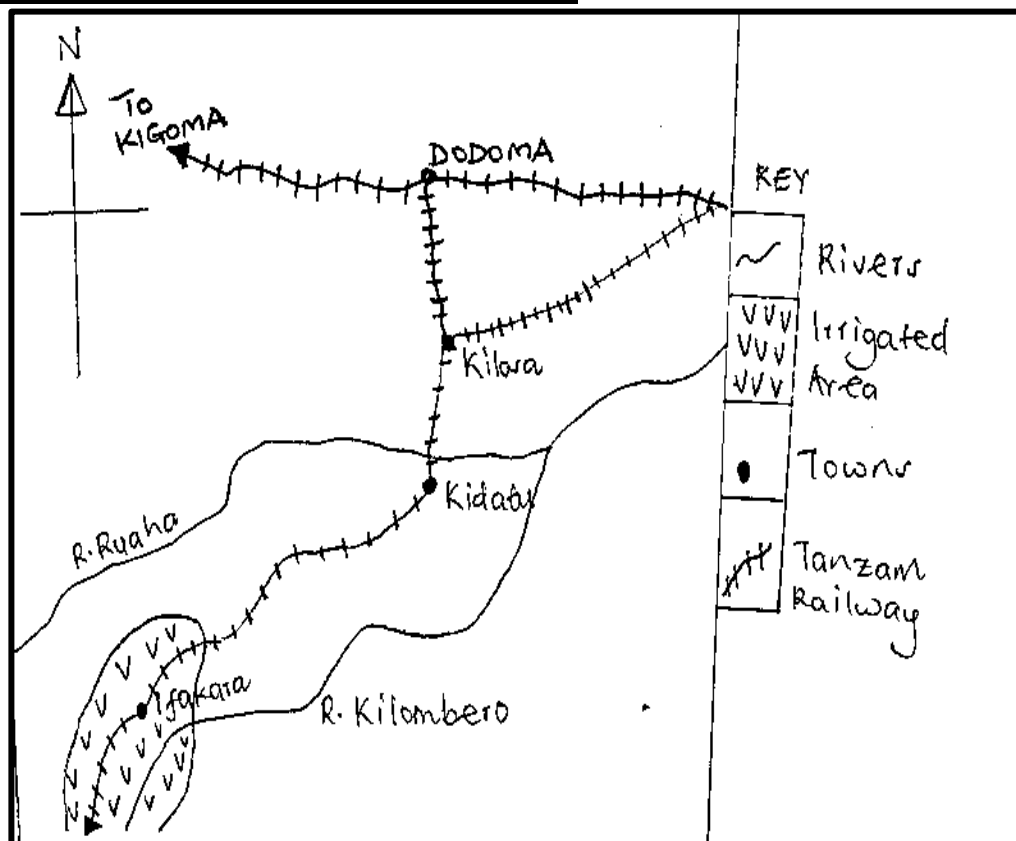 N
To
KIGOMA
DODOMA
KEY
Rivers
Irrigated
Area
Kilosa
Towns
Kidatu
R. Ruaha
Tanzam
Railway
Ifakara
R. Kilombero